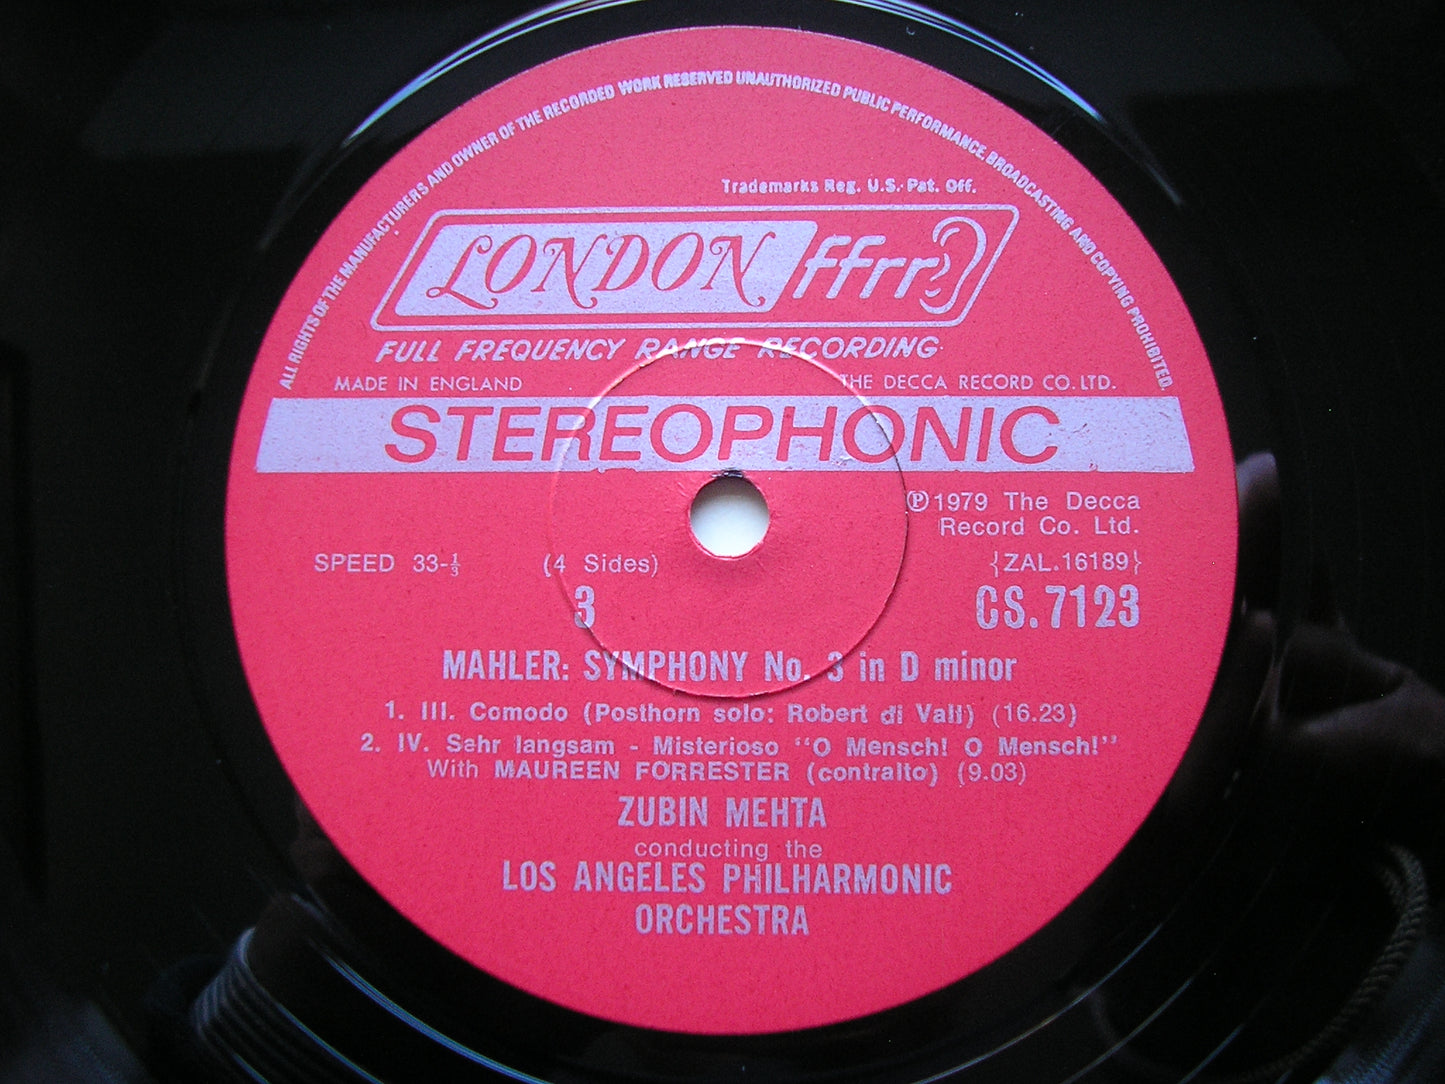 ALL RIGHTS OF THE MANUFACTURERS AND OWNER OF THE RECORDED WORK RESERVED UNAUTHORIZED PUBLIC PERFORMANCE, BROADCASTING AND COPYING PROHIBITED.
Trademarks Reg. U.S. Pat. Off.
LONDON ffrr
FULL FREQUENCY RANGE RECORDING
MADE IN ENGLAND THE DECCA RECORD CO. LTD.
STEREOPHONIC
℗1979 The Decca
Record Co. Ltd.
SPEED 33-⅓ (4 Sides) {ZAL.16189}
3 CS.7123
MAHLER: SYMPHONY No. 3 in D minor
1. III. Comodo (Posthorn solo: Robert di Vall) (16.23)
2. IV. Sehr langsam - Misterioso "O Mensch! O Mensch!"
With MAUREEN FORRESTER (contralto) (9.03)
ZUBIN MEHTA
conducting the
LOS ANGELES PHILHARMONIC
ORCHESTRA